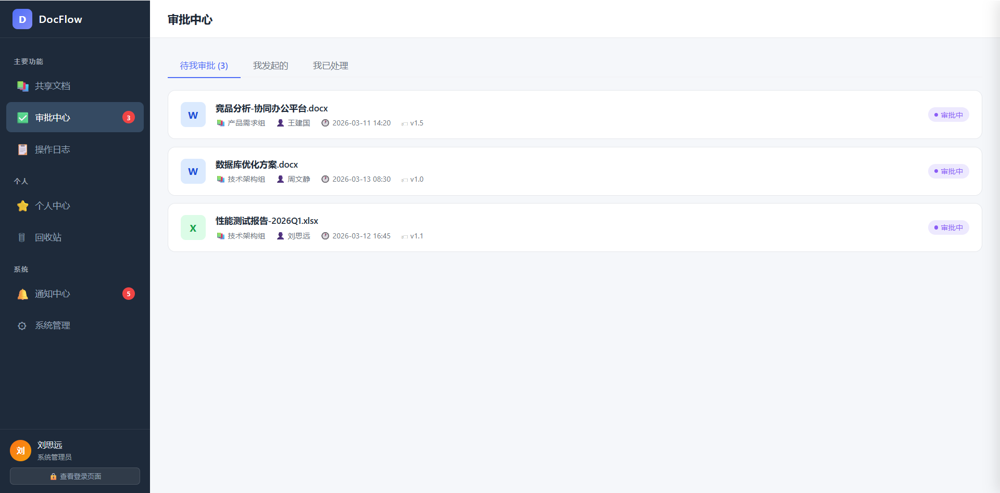 D DocFlow
主要功能
共享文档
审批中心 3
操作日志
个人
个人中心
回收站
系统
通知中心 5
系统管理
刘 刘思远
系统管理员
查看登录页面
审批中心
待我审批 (3) 我发起的 我已处理
W 竞品分析-协同办公平台.docx
产品需求组 王建国 2026-03-11 14:20 v1.5
审批中
W 数据库优化方案.docx
技术架构组 周文静 2026-03-13 08:30 v1.0
审批中
X 性能测试报告-2026Q1.xlsx
技术架构组 刘思远 2026-03-12 16:45 v1.1
审批中